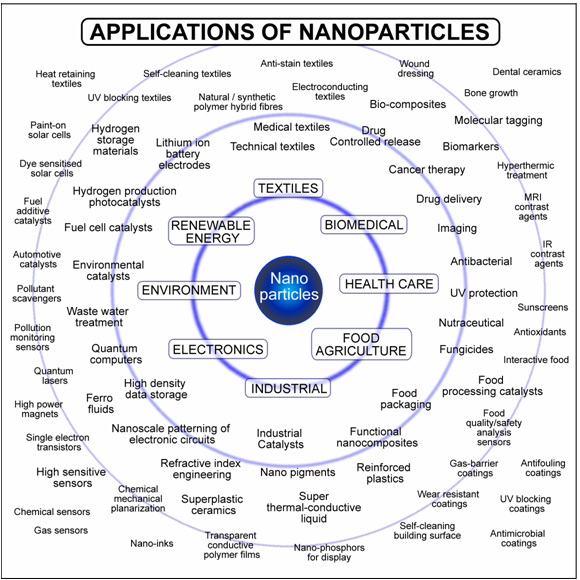 APPLICATIONS OF NANOPARTICLES
Anti-stain textiles
Wound
dressing
Heat retaining
textiles
Self-cleaning textiles
Dental ceramics
UV blocking textiles
Natural / synthetic
polymer hybrid fibres
Electroconducting
textiles
Bio-composites
Bone growth
Paint-on
solar cells
Hydrogen
storage
materials
Lithium ion
battery
electrodes
Medical textiles
Technical textiles
Drug
Controlled release
Molecular tagging
Biomarkers
Dye sensitised
solar cells
Cancer therapy
Hyperthermic
treatment
Hydrogen production
photocatalysts
TEXTILES
Drug delivery
MRI
contrast
agents
Fuel
additive
catalysts
Fuel cell catalysts
RENEWABLE
ENERGY
BIOMEDICAL
Imaging
IR
contrast
agents
Automotive
catalysts
Environmental
catalysts
Antibacterial
Pollutant
scavengers
ENVIRONMENT
Nano
particles
HEALTH CARE
UV protection
Sunscreens
Waste water
treatment
Nutraceutical
Antioxidants
Pollution
monitoring
sensors
Quantum
computers
ELECTRONICS
FOOD
AGRICULTURE
Fungicides
Interactive food
Quantum
lasers
High density
data storage
INDUSTRIAL
Food
packaging
Food
processing catalysts
High power
magnets
Ferro
fluids
Food
quality/safety
analysis
sensors
Single electron
transistors
Nanoscale patterning of
electronic circuits
Industrial
Catalysts
Functional
nanocomposites
High sensitive
sensors
Refractive index
engineering
Nano pigments
Reinforced
plastics
Gas-barrier
coatings
Antifouling
coatings
Chemical
mechanical
planarization
Superplastic
ceramics
Super
thermal-conductive
liquid
Wear resistant
coatings
UV blocking
coatings
Chemical sensors
Gas sensors
Nano-inks
Transparent
conductive
polymer films
Nano-phosphors
for display
Self-cleaning
building surface
Antimicrobial
coatings